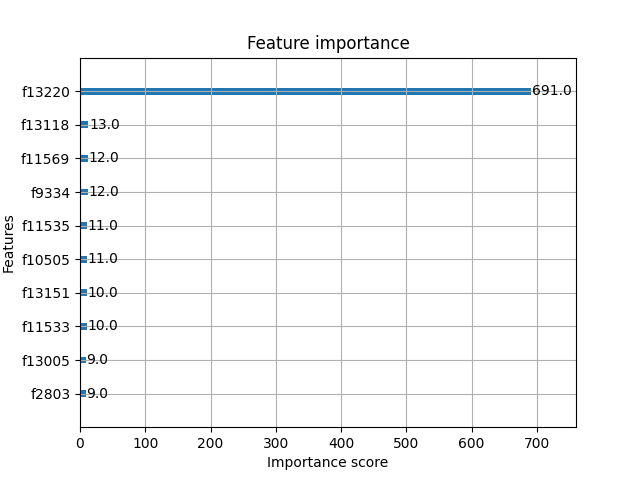 Feature importance
Features
f13220 691.0
f13118 13.0
f11569 12.0
f9334 12.0
f11535 11.0
f10505 11.0
f13151 10.0
f11533 10.0
f13005 9.0
f2803 9.0
0 100 200 300 400 500 600 700
Importance score